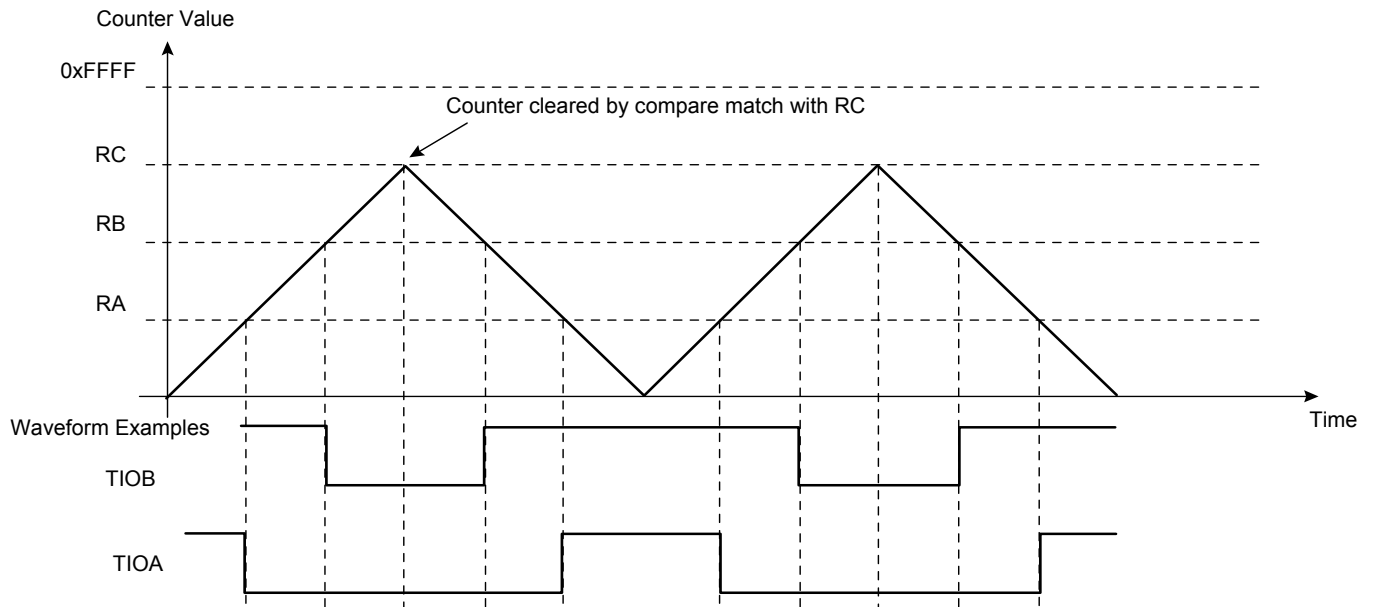 Counter Value
0xFFFF
Counter cleared by compare match with RC
RC
RB
RA
Time
Waveform Examples
TIOB
TIOA